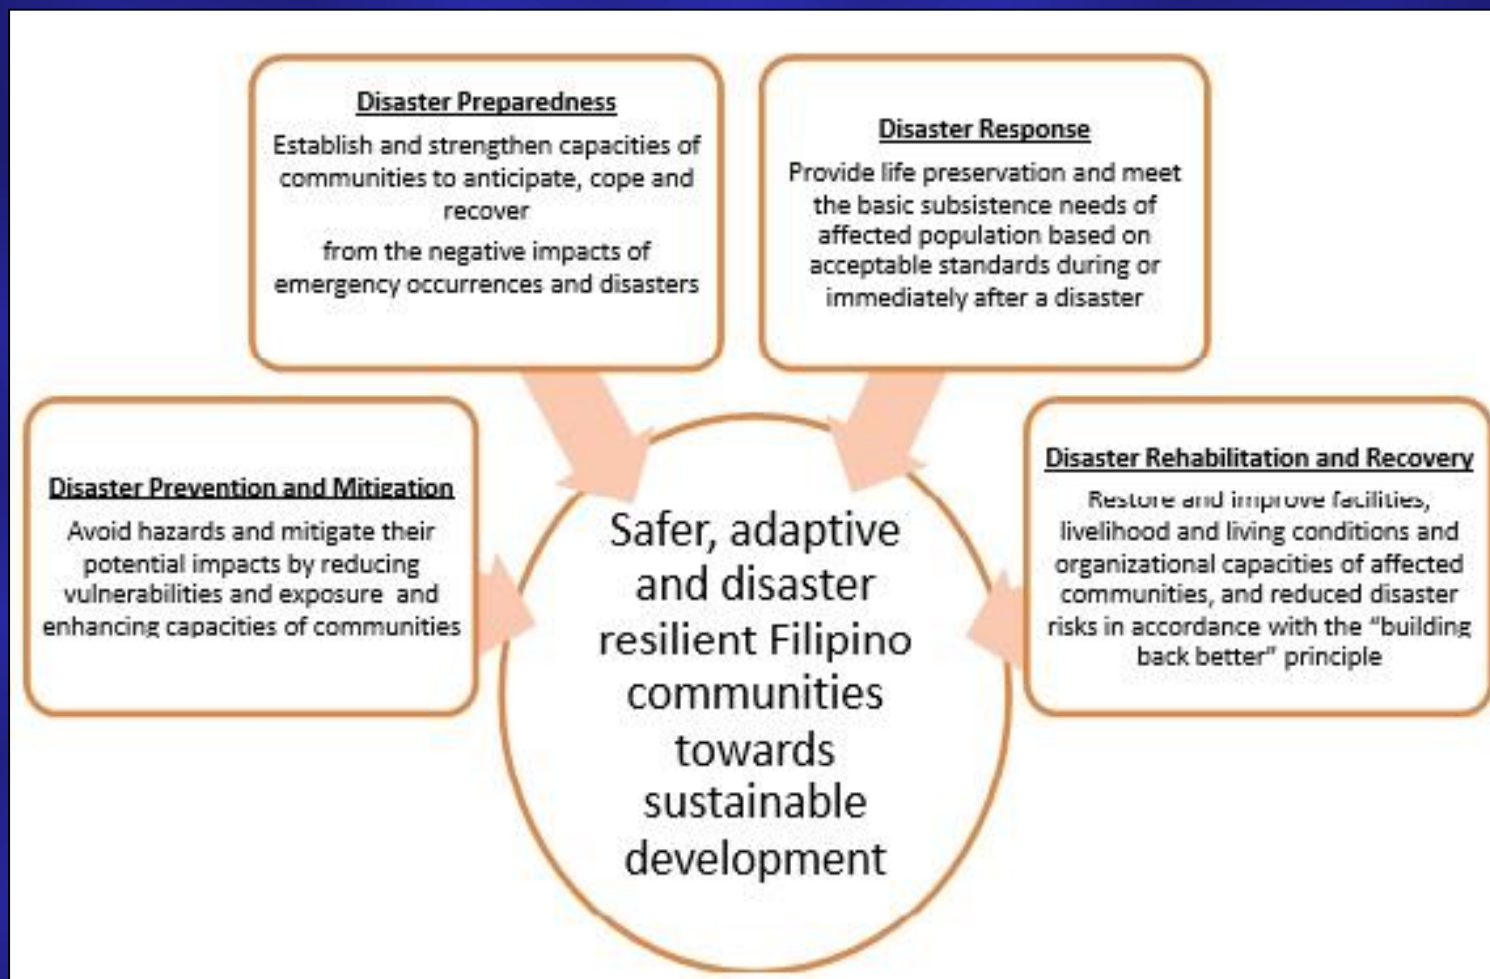 Disaster Preparedness
Establish and strengthen capacities of
communities to anticipate, cope and
recover
from the negative impacts of
emergency occurrences and disasters
Disaster Response
Provide life preservation and meet
the basic subsistence needs of
affected population based on
acceptable standards during or
immediately after a disaster
Disaster Prevention and Mitigation
Avoid hazards and mitigate their
potential impacts by reducing
vulnerabilities and exposure and
enhancing capacities of communities
Disaster Rehabilitation and Recovery
Restore and improve facilities,
livelihood and living conditions and
organizational capacities of affected
communities, and reduced disaster
risks in accordance with the “building
back better” principle
Safer, adaptive
and disaster
resilient Filipino
communities
towards
sustainable
development